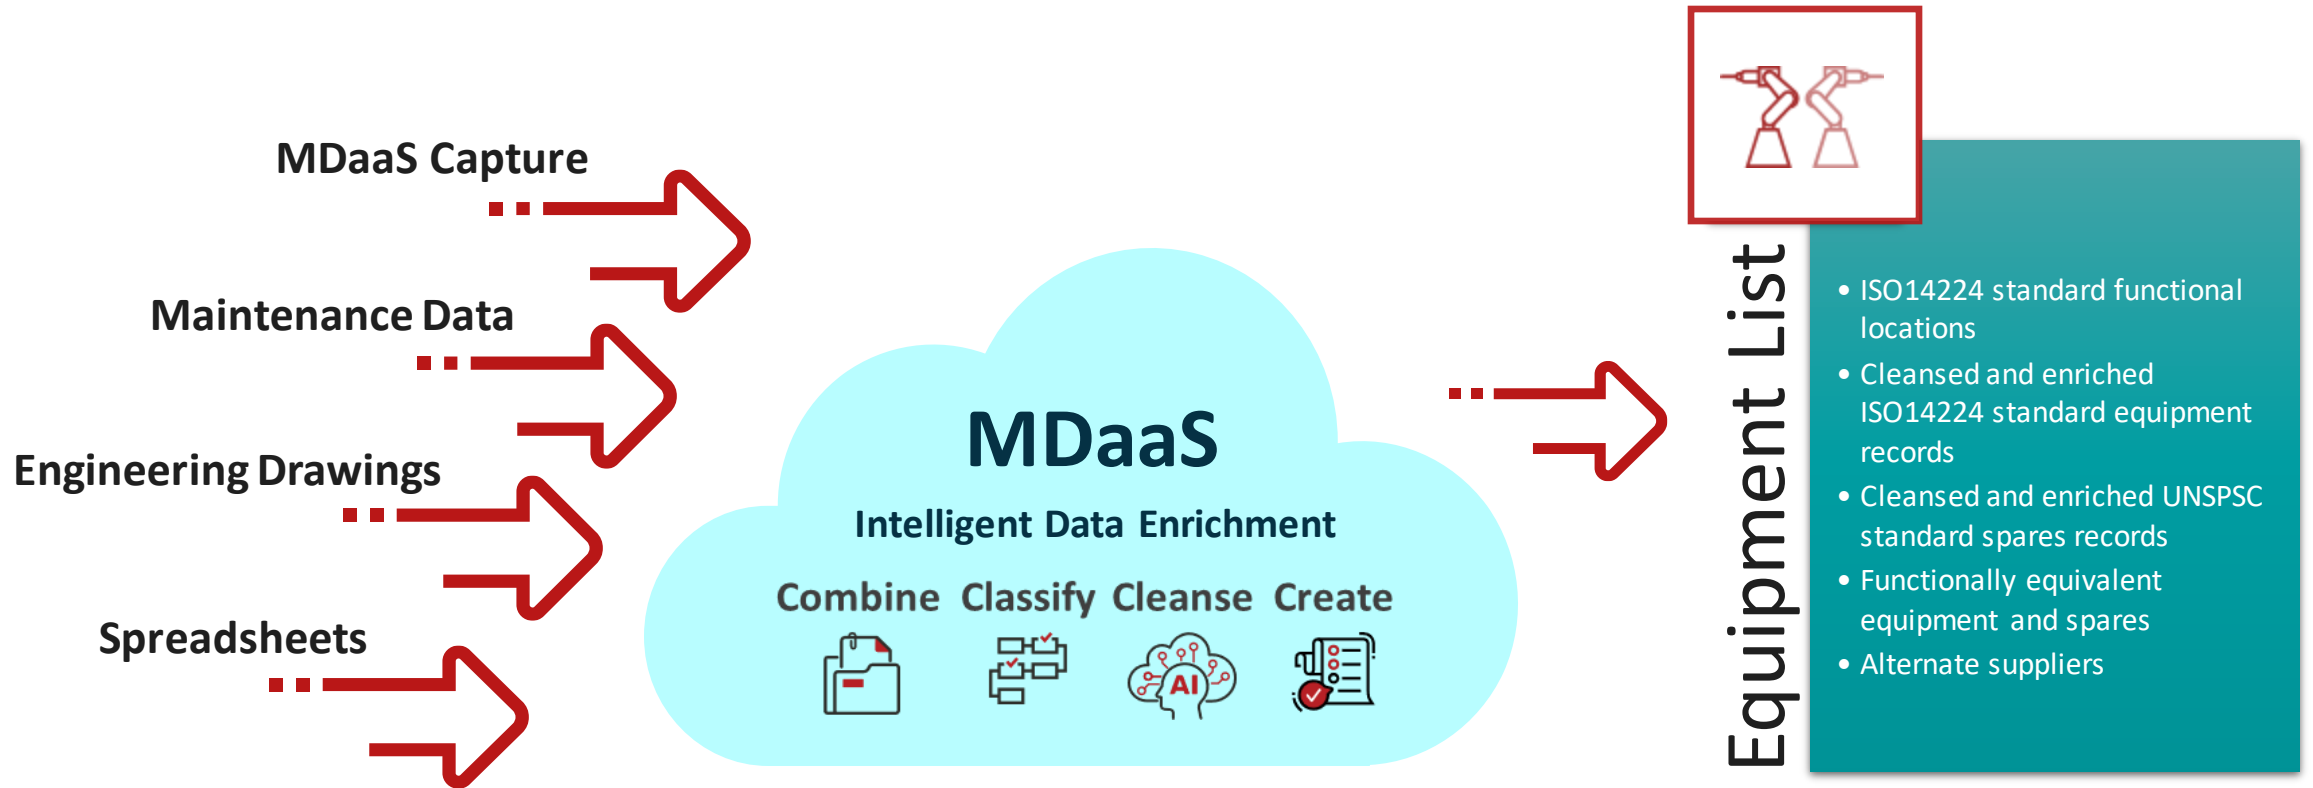 MDaaS Capture
Maintenance Data
Engineering Drawings
Spreadsheets
MDaaS
Intelligent Data Enrichment
Combine Classify Cleanse Create
AI
Equipment List
• ISO14224 standard functional
locations
• Cleansed and enriched
ISO14224 standard equipment
records
• Cleansed and enriched UNSPSC
standard spares records
• Functionally equivalent
equipment and spares
• Alternate suppliers